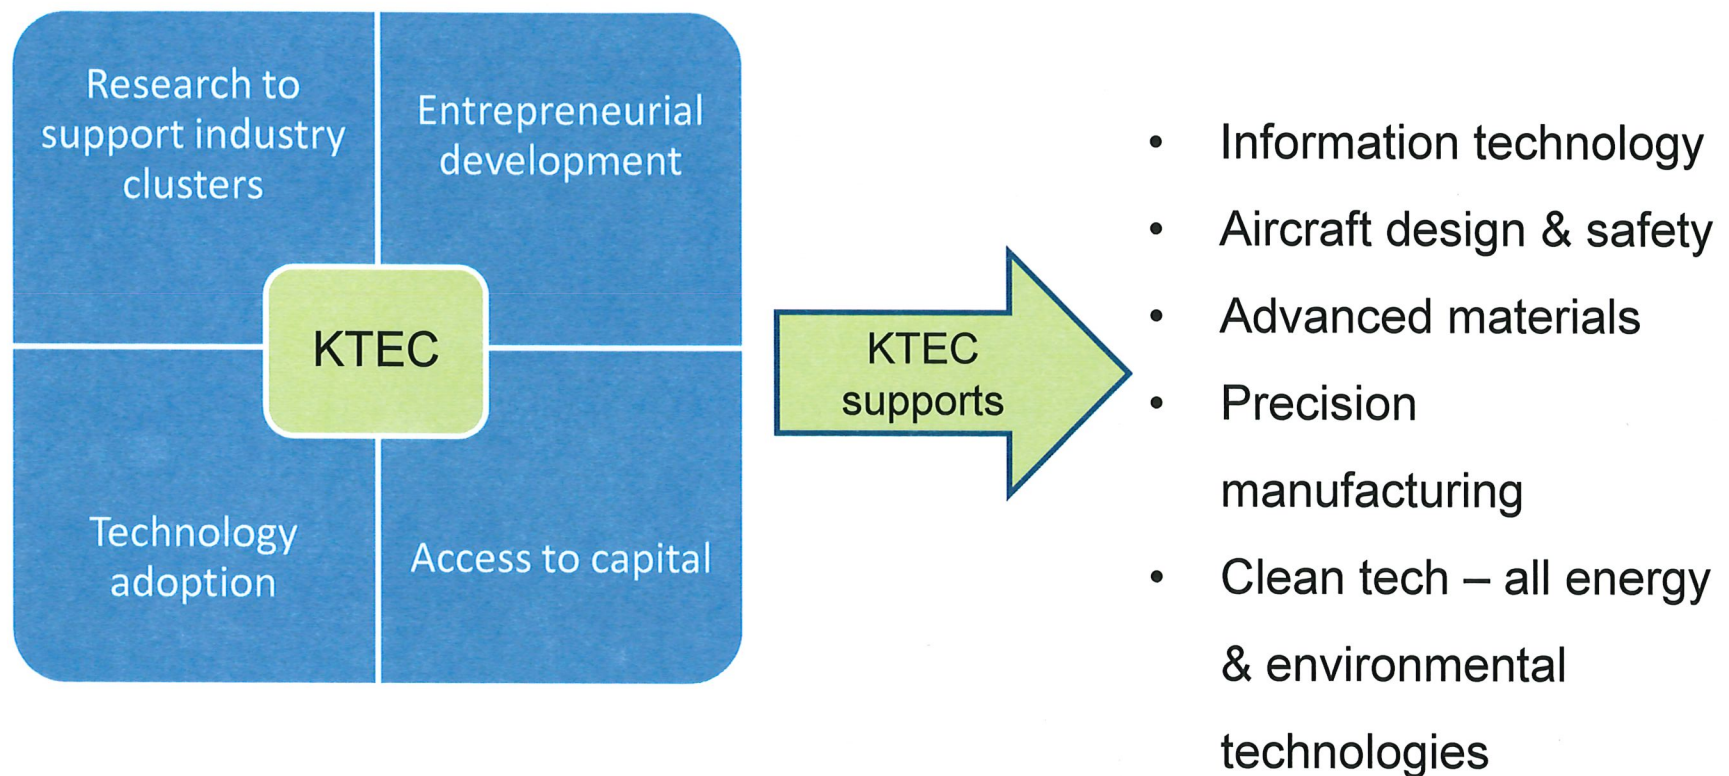 Research to
support industry
clusters
Entrepreneurial
development
KTEC
Technology
adoption
Access to capital
KTEC
supports
• Information technology
• Aircraft design & safety
• Advanced materials
• Precision
manufacturing
• Clean tech – all energy
& environmental
technologies